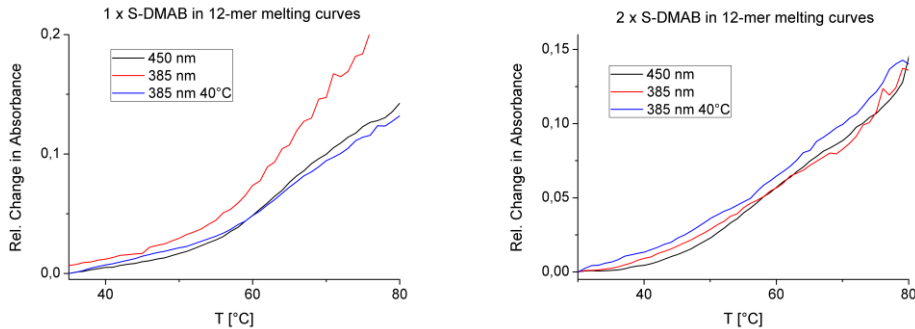 1 x S-DMAB in 12-mer melting curves
0,2
0,1
0,0
Rel. Change in Absorbance
450 nm
385 nm
385 nm 40°C
40
60
80
T [°C]
2 x S-DMAB in 12-mer melting curves
0,15
0,10
0,05
0,00
Rel. Change in Absorbance
450 nm
385 nm
385 nm 40°C
40
60
80
T [°C]